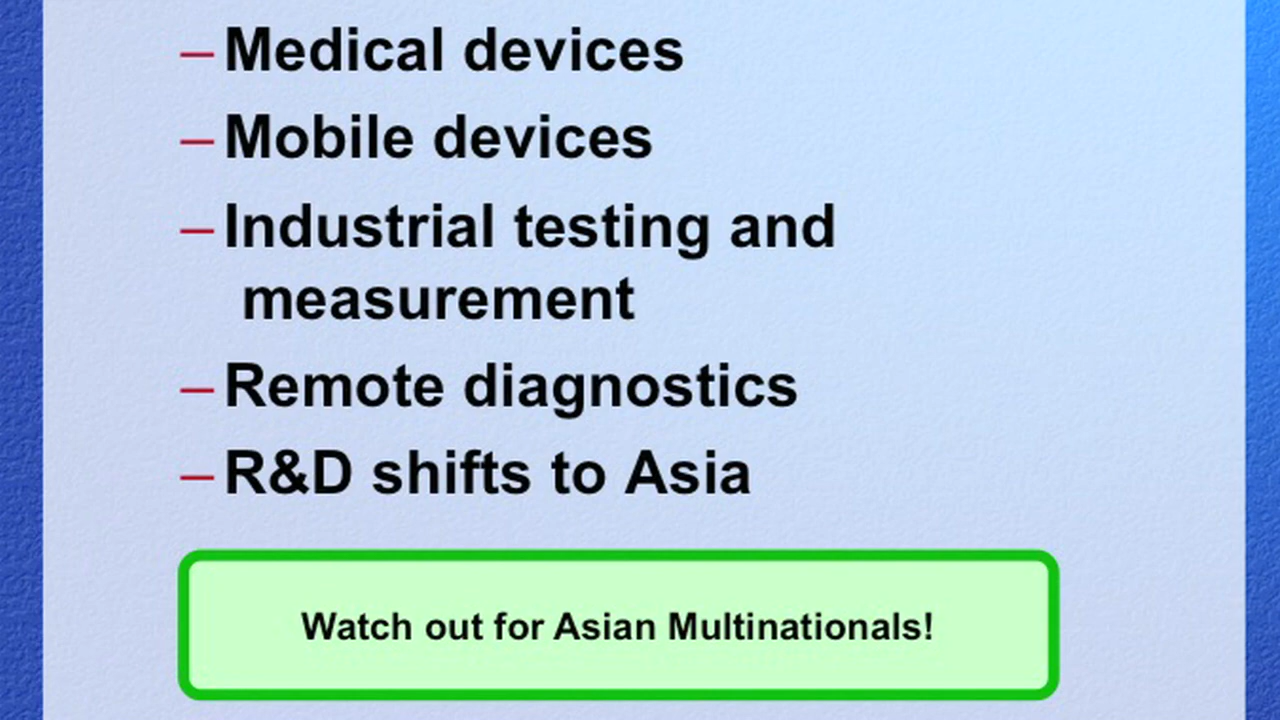 – Medical devices
– Mobile devices
– Industrial testing and
measurement
– Remote diagnostics
– R&D shifts to Asia
Watch out for Asian Multinationals!